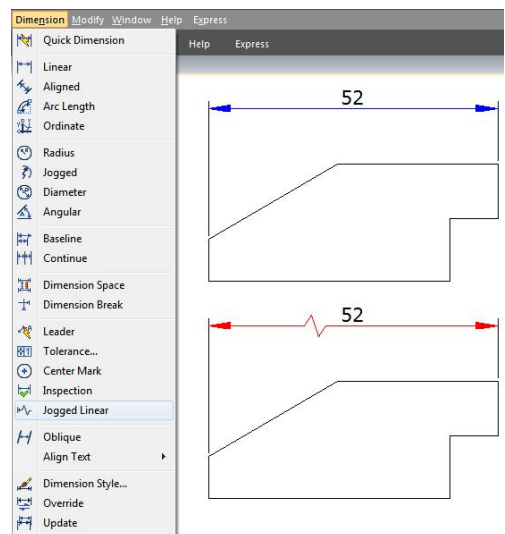 Dimension Modify Window Help Express
Quick Dimension
Help Express
Linear
Aligned
Arc Length
Ordinate
Radius
Jogged
Diameter
Angular
Baseline
Continue
Dimension Space
Dimension Break
Leader
Tolerance...
Center Mark
Inspection
Jogged Linear
Oblique
Align Text
Dimension Style...
Override
Update
52
52